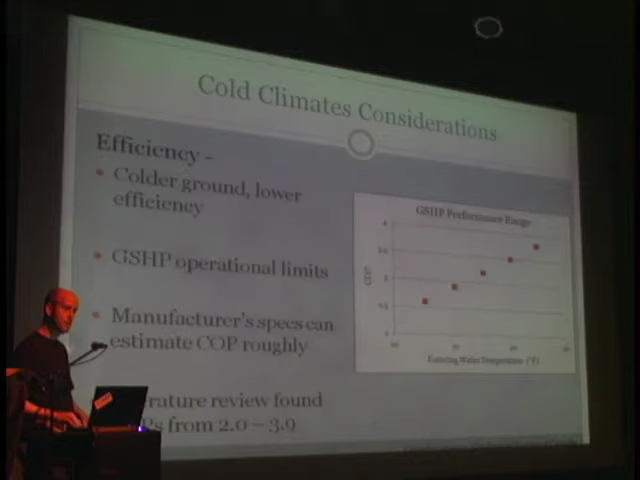 Cold Climates Considerations
Efficiency -
• Colder ground, lower
efficiency
• GSHP operational limits
• Manufacturer's specs can
estimate COP roughly
rature review found
Ps from 2.0 – 3.9
GSHP Performance Range
COP
Entering Water Temperature (°F)